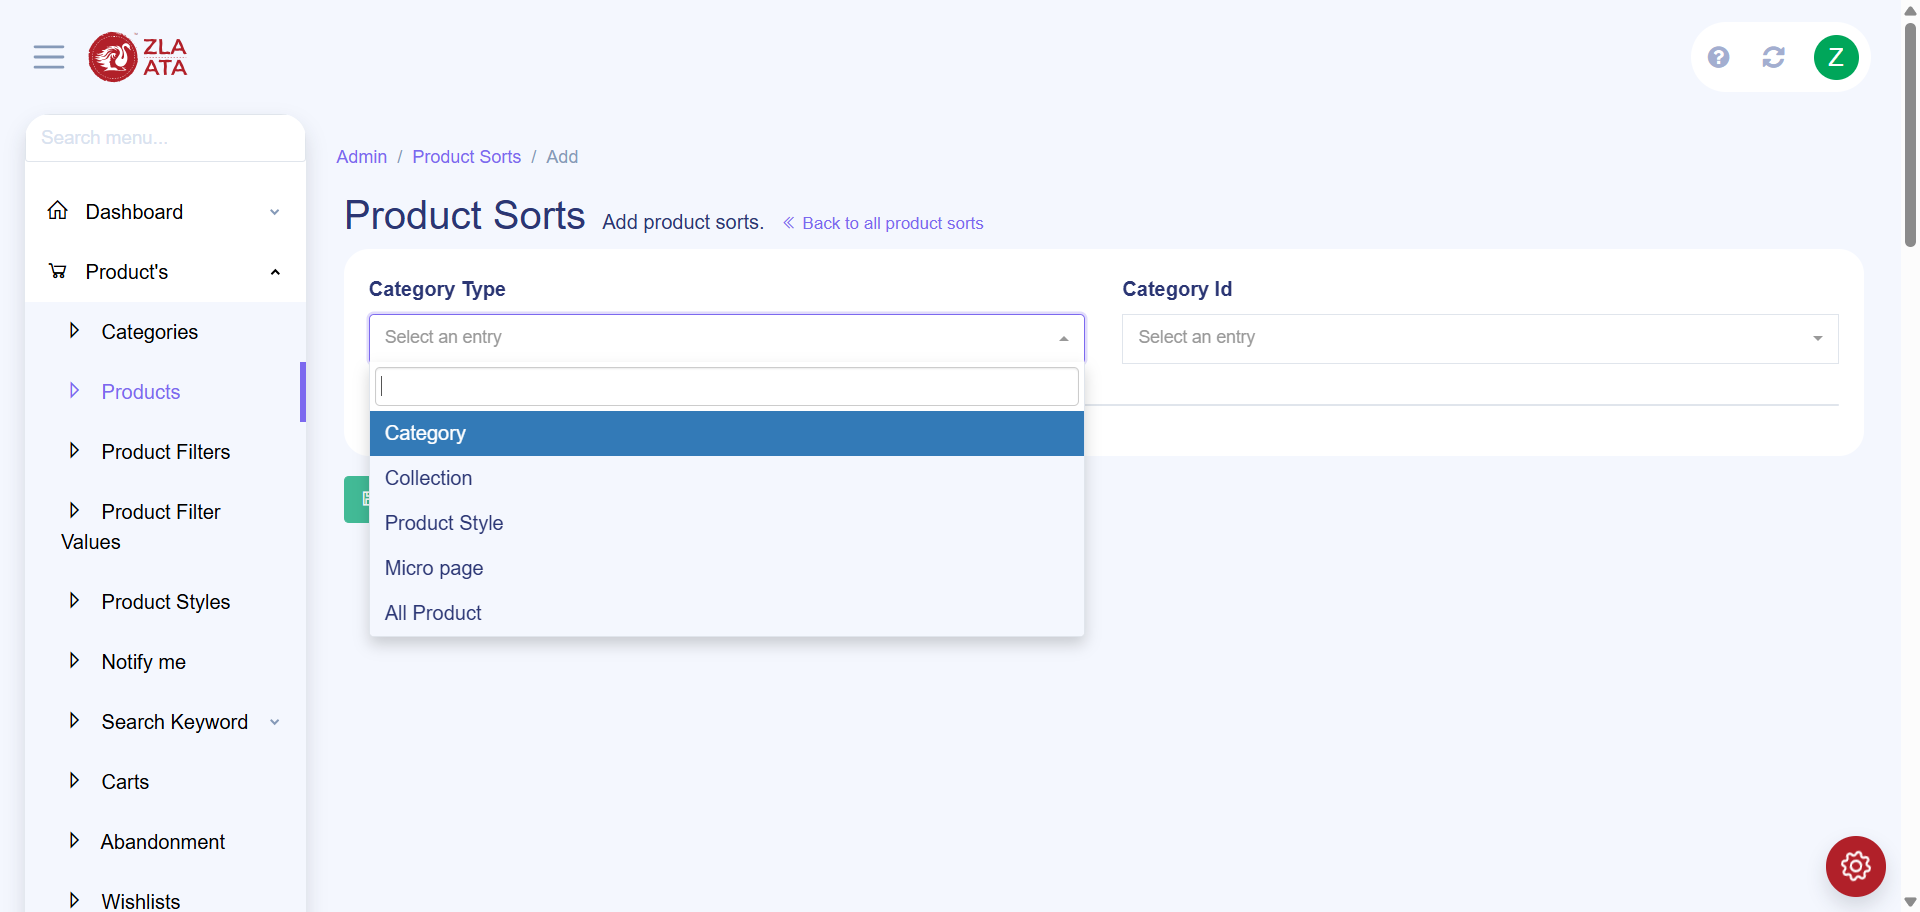 ZLA
ATA
Z
Search menu...
Dashboard
Product's
Categories
Products
Product Filters
Product Filter
Values
Product Styles
Notify me
Search Keyword
Carts
Abandonment
Wishlists
Admin / Product Sorts / Add
Product Sorts Add product sorts. « Back to all product sorts
Category Type
Select an entry
Category
Collection
Product Style
Micro page
All Product
Category Id
Select an entry